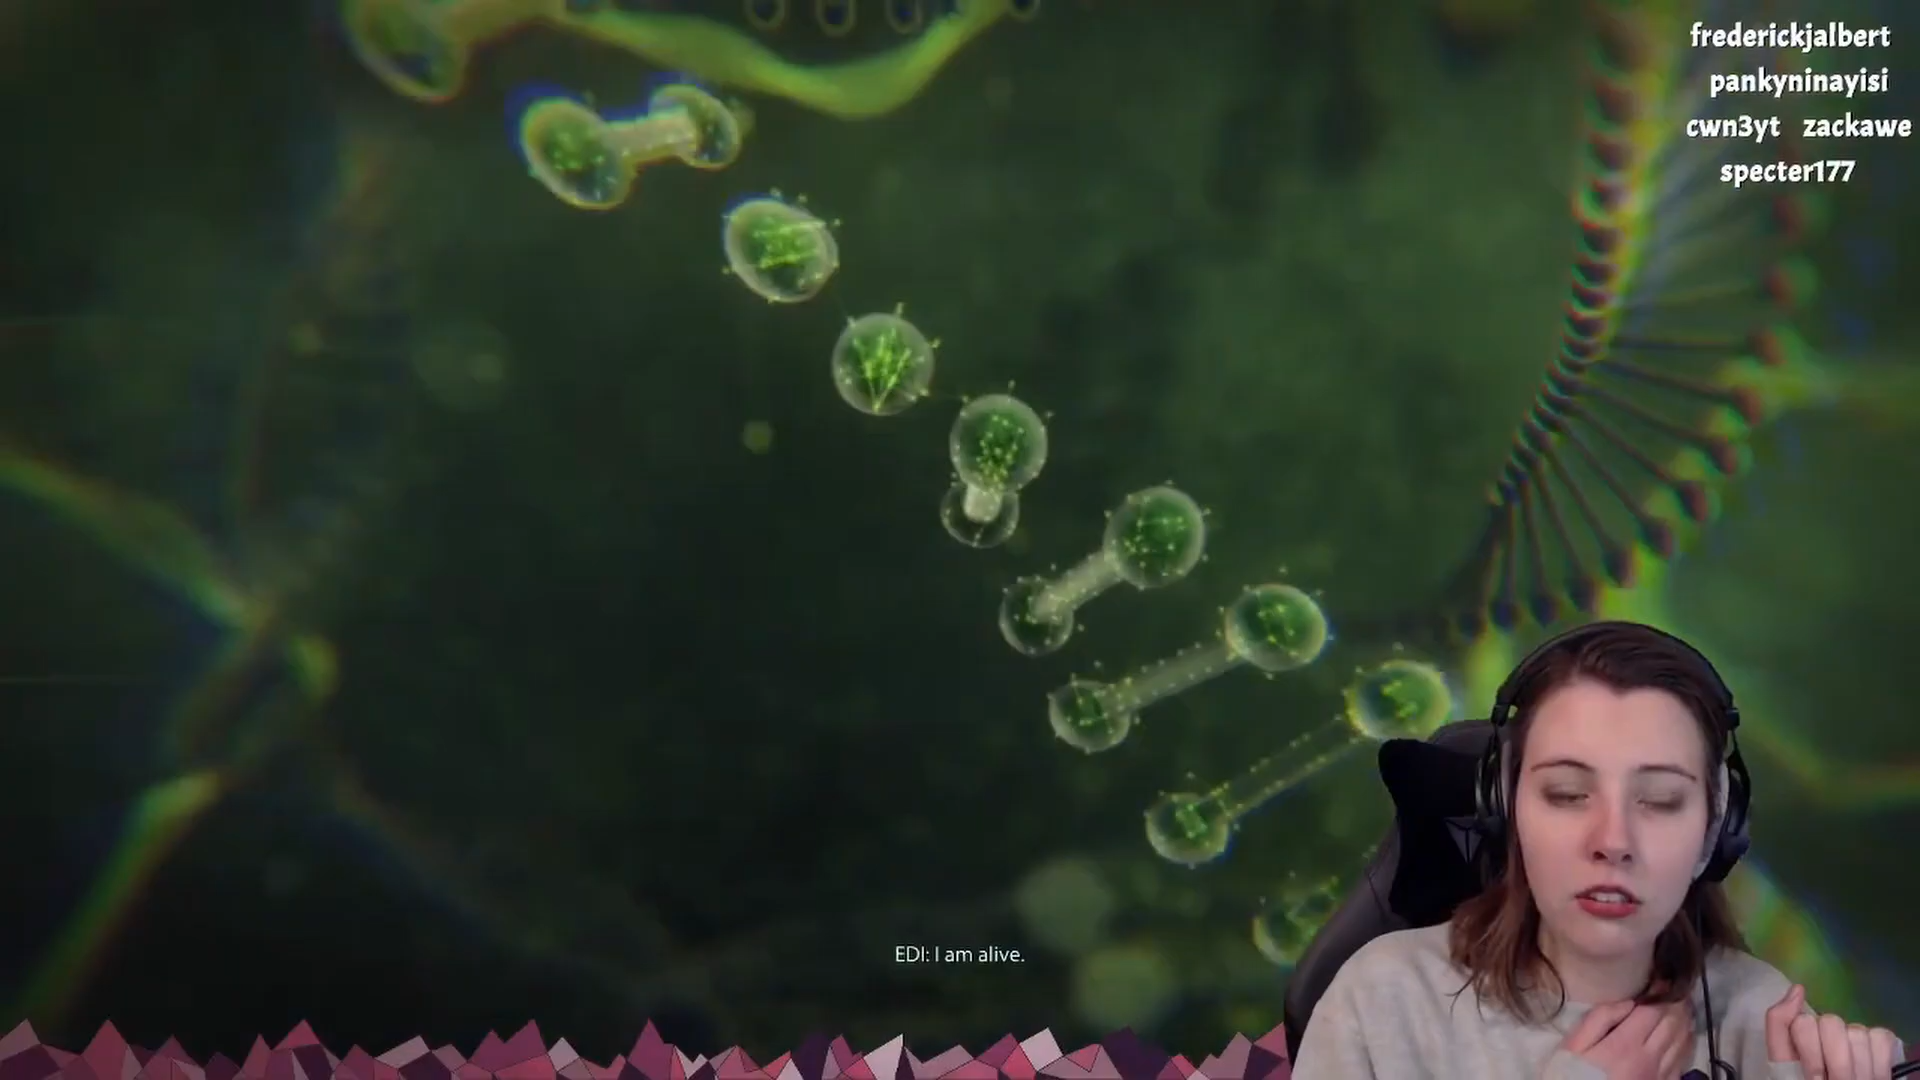 frederickjalbert
pankyninayisi
cwn3yt zackawe
specter177
EDI: I am alive.